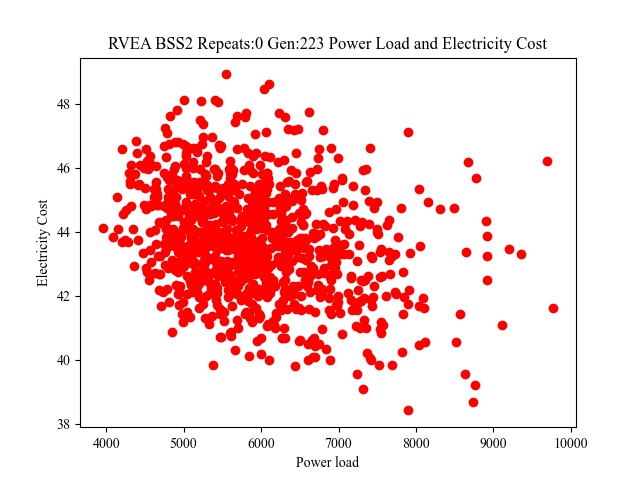 RVEA BSS2 Repeats:0 Gen:223 Power Load and Electricity Cost
48
46
44
42
40
38
Electricity Cost
4000 5000 6000 7000 8000 9000 10000
Power load